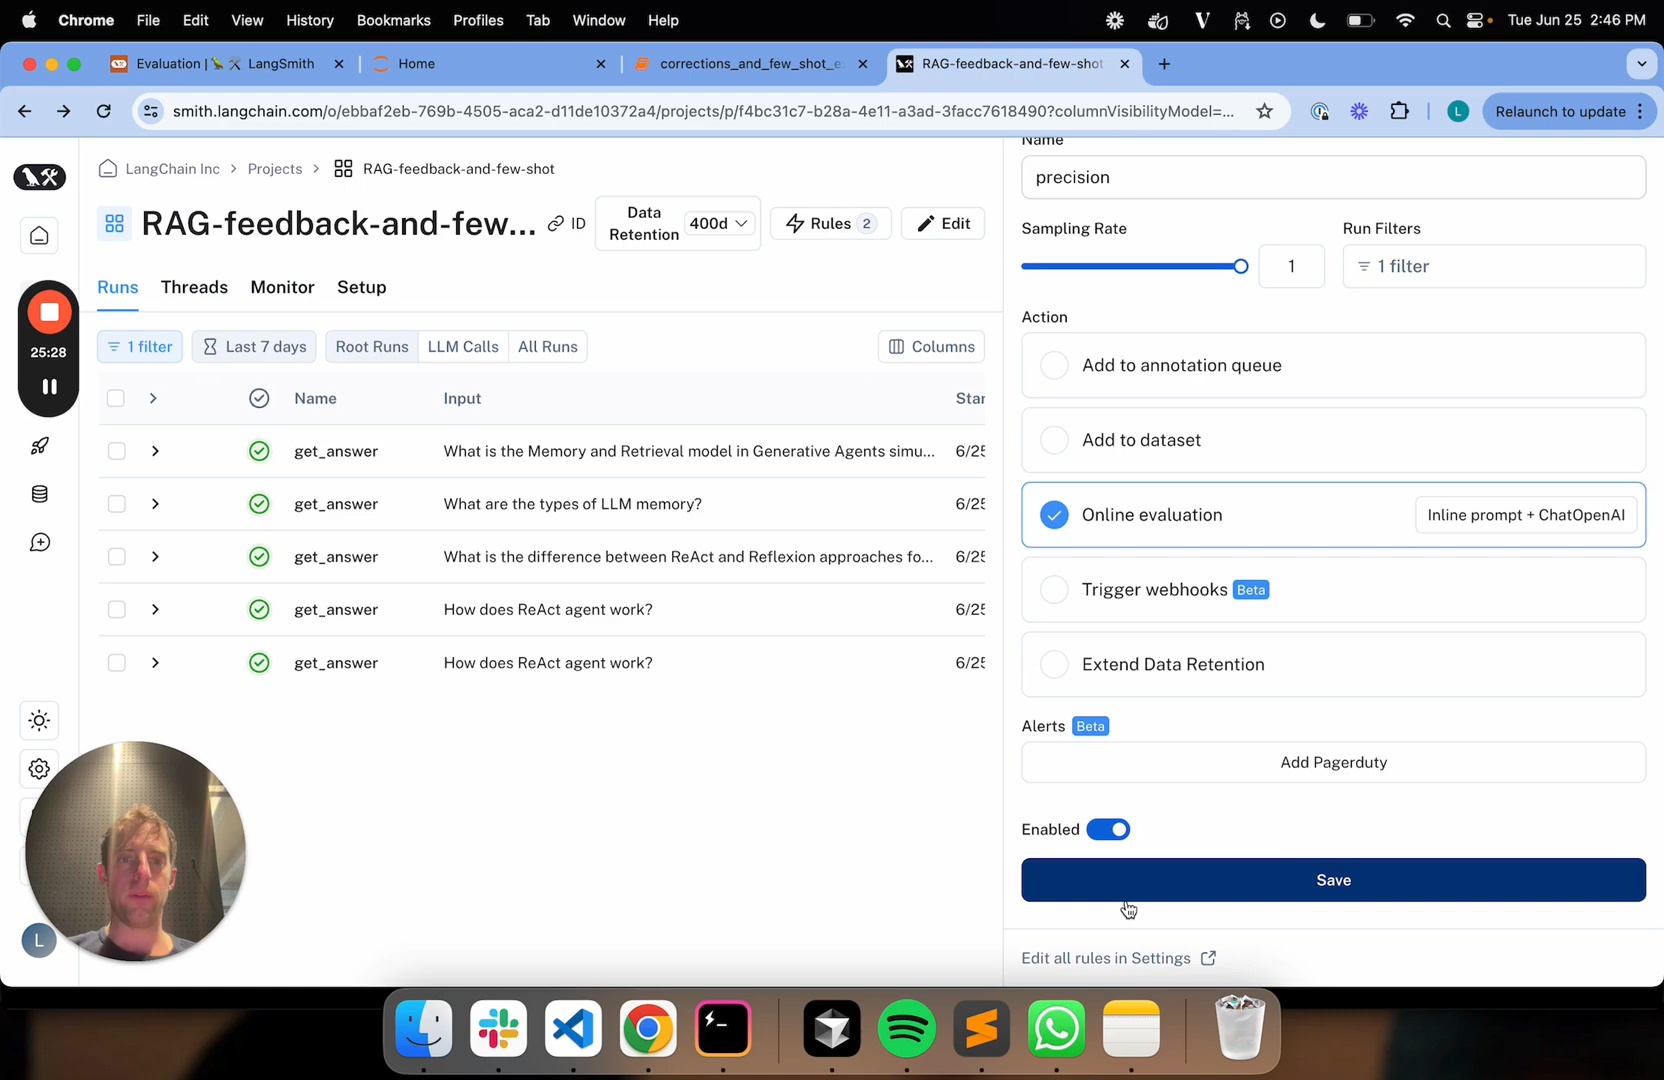 Chrome File Edit View History Bookmarks Profiles Tab Window Help
Tue Jun 25 2:46 PM
Evaluation | LangSmith
Home
corrections_and_few_shot_e
RAG-feedback-and-few-shot
smith.langchain.com/o/ebbaf2eb-769b-4505-aca2-d11de10372a4/projects/p/f4bc31c7-b28a-4e11-a3ad-3facc7618490?columnVisibilityModel=...
L
Relaunch to update
LangChain Inc > Projects > RAG-feedback-and-few-shot
RAG-feedback-and-few...
ID
Data Retention 400d
Rules 2
Edit
Runs Threads Monitor Setup
1 filter
Last 7 days
Root Runs LLM Calls All Runs
Columns
Name Input Star
get_answer What is the Memory and Retrieval model in Generative Agents simu... 6/25
get_answer What are the types of LLM memory? 6/25
get_answer What is the difference between ReAct and Reflexion approaches fo... 6/25
get_answer How does ReAct agent work? 6/25
get_answer How does ReAct agent work? 6/25
25:28
L
Name
precision
Sampling Rate
1
Run Filters
1 filter
Action
Add to annotation queue
Add to dataset
Online evaluation
Inline prompt + ChatOpenAI
Trigger webhooks Beta
Extend Data Retention
Alerts Beta
Add Pagerduty
Enabled
Save
Edit all rules in Settings